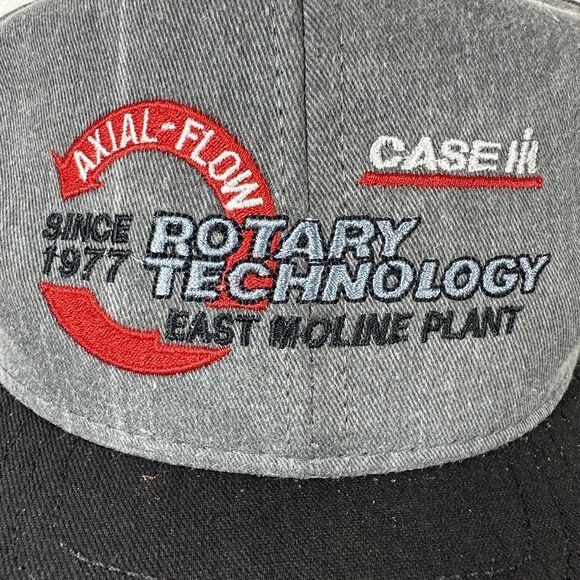 AXIAL-FLOW
CASE IH
SINCE
1977
ROTARY
TECHNOLOGY
EAST MOLINE PLANT